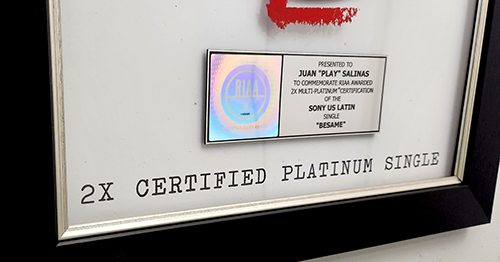 PRESENTED TO
JUAN "PLAY" SALINAS
TO COMMEMORATE RIAA AWARDED
2X MULTI-PLATINUM "CERTIFICATION
OF THE
SONY US LATIN
SINGLE
"BESAME"
RIAA
2X CERTIFIED PLATINUM SINGLE